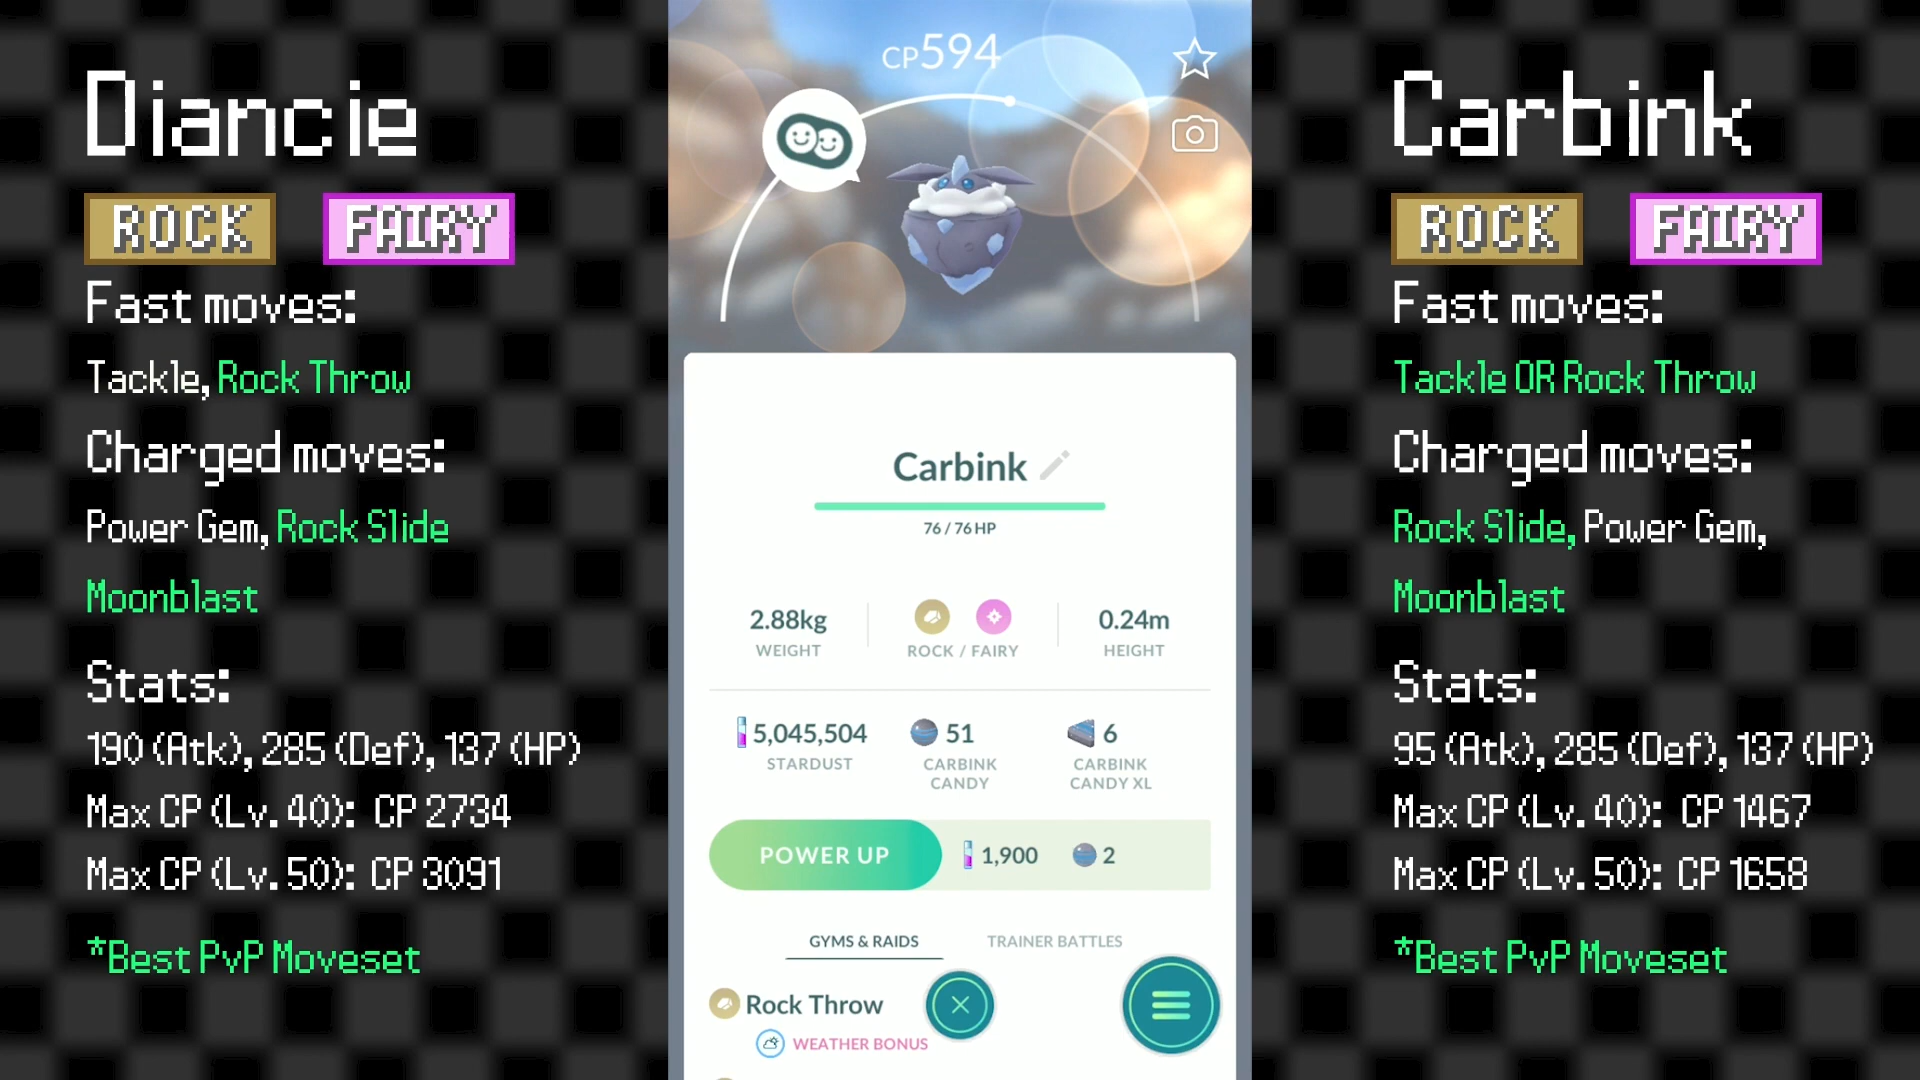 Diancie
ROCK FAIRY
Fast moves:
Tackle, Rock Throw
Charged moves:
Power Gem, Rock Slide
Moonblast
Stats:
190 (Atk), 285 (Def), 137 (HP)
Max CP (Lv. 40): CP 2734
Max CP (Lv. 50): CP 3091
*Best PvP Moveset
CP594
Carbink
76 / 76 HP
2.88kg
WEIGHT
ROCK / FAIRY
0.24m
HEIGHT
5,045,504
STARDUST
51
CARBINK
CANDY
6
CARBINK
CANDY XL
POWER UP 1,900 2
GYMS & RAIDS TRAINER BATTLES
Rock Throw
WEATHER BONUS
Carbink
ROCK FAIRY
Fast moves:
Tackle OR Rock Throw
Charged moves:
Rock Slide, Power Gem,
Moonblast
Stats:
95 (Atk), 285 (Def), 137 (HP)
Max CP (Lv. 40): CP 1467
Max CP (Lv. 50): CP 1658
*Best PvP Moveset